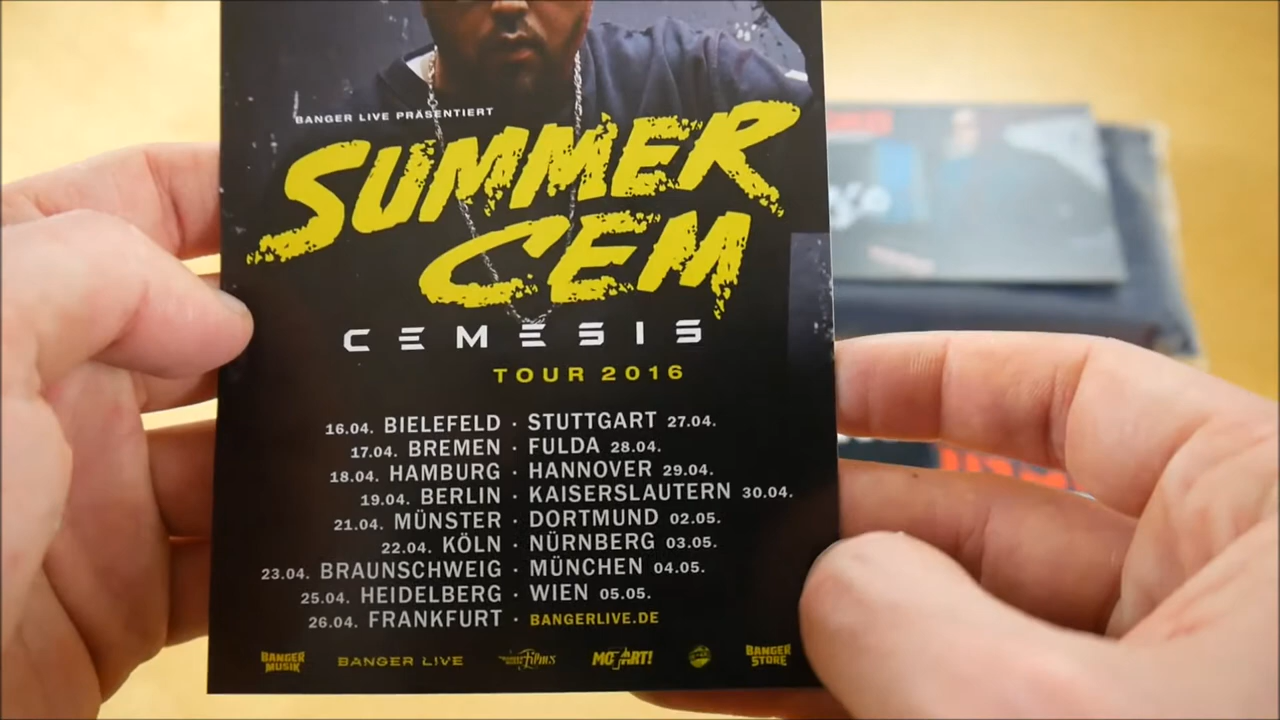 BANGER LIVE PRÄSENTIERT
SUMMER
CEM
CEMESIS
TOUR 2016
16.04. BIELEFELD · STUTTGART 27.04.
17.04. BREMEN · FULDA 28.04.
18.04. HAMBURG · HANNOVER 29.04.
19.04. BERLIN · KAISERSLAUTERN 30.04.
21.04. MÜNSTER · DORTMUND 02.05.
22.04. KÖLN · NÜRNBERG 03.05.
23.04. BRAUNSCHWEIG · MÜNCHEN 04.05.
25.04. HEIDELBERG · WIEN 05.05.
26.04. FRANKFURT · BANGERLIVE.DE
BANGER MUSIK BANGER LIVE MOZART! BANGER STORE